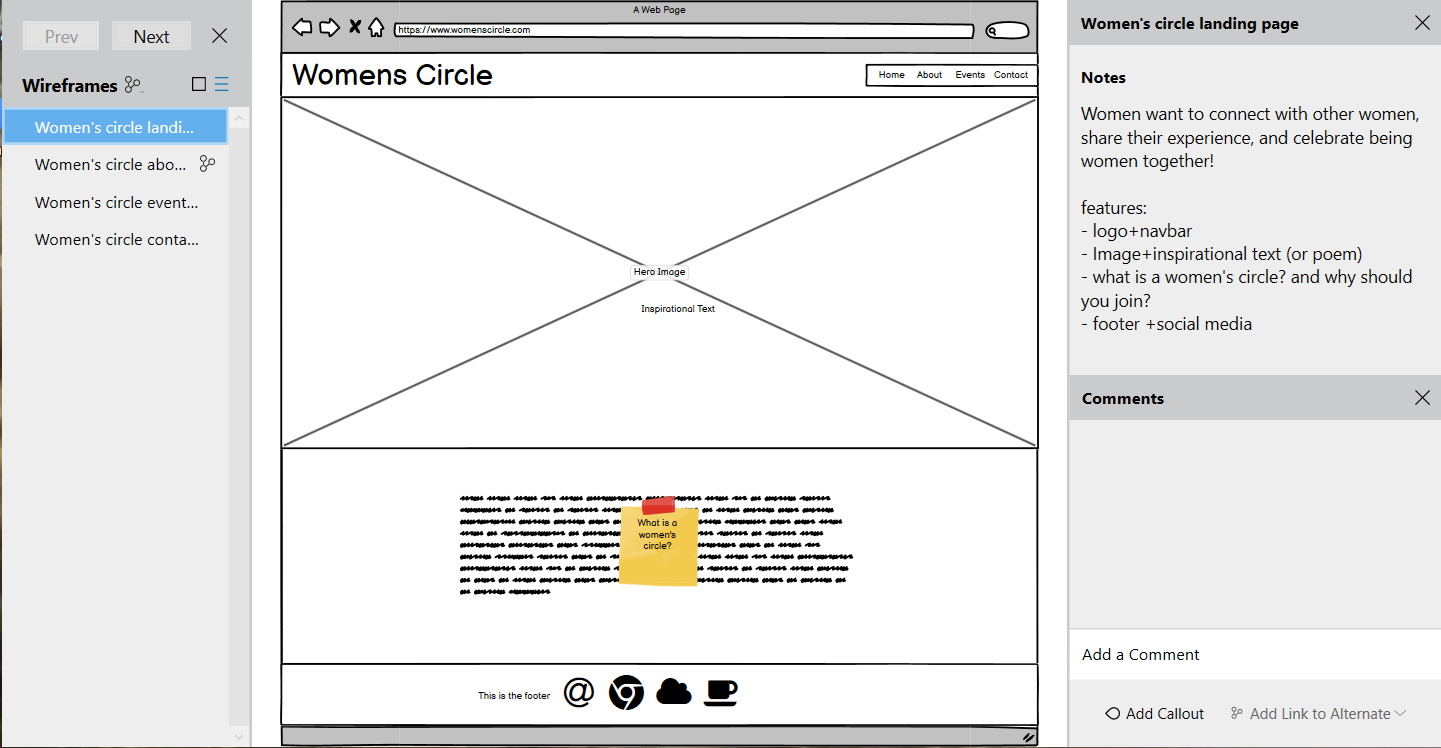 Prev
Next
Wireframes
Women's circle landi...
Women's circle abo...
Women's circle event...
Women's circle conta...
A Web Page
https://www.womenscircle.com
Womens Circle
Home About Events Contact
Hero Image
Inspirational Text
What is a
women's
circle?
This is the footer
Women's circle landing page
Notes
Women want to connect with other women,
share their experience, and celebrate being
women together!
features:
- logo+navbar
- Image+inspirational text (or poem)
- what is a women's circle? and why should
you join?
- footer +social media
Comments
Add a Comment
Add Callout
Add Link to Alternate